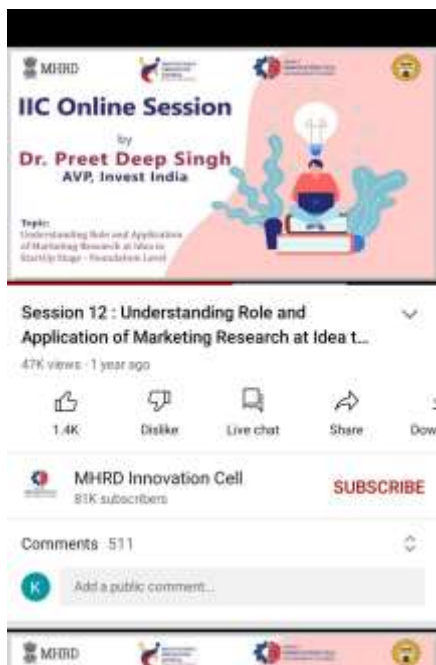 MHRD
IIC Online Session
by
Dr. Preet Deep Singh
AVP, Invest India
Topic:
Understanding Role and Application
of Marketing Research at Idea to
StartUp Stage - Foundation Level
Session 12 : Understanding Role and
Application of Marketing Research at Idea t...
47K views · 1 year ago
1.4K Dislike Live chat Share Dow
MHRD Innovation Cell
81K subscribers
SUBSCRIBE
Comments 511
K
Add a public comment...
MHRD